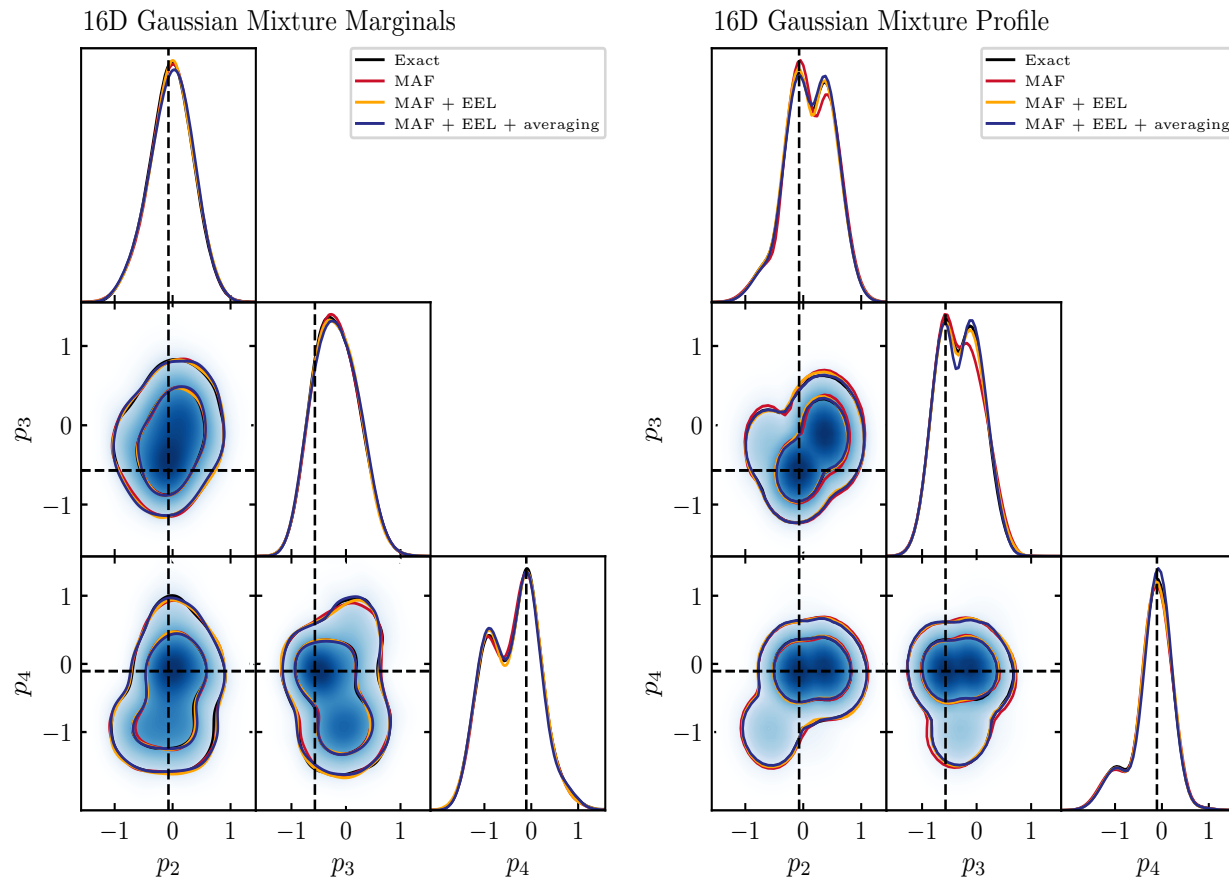 16D Gaussian Mixture Marginals
Exact
MAF
MAF + EEL
MAF + EEL + averaging
p3
1
0
−1
p4
1
0
−1
−1 0 1
p2
−1 0 1
p3
−1 0 1
p4
16D Gaussian Mixture Profile
Exact
MAF
MAF + EEL
MAF + EEL + averaging
p3
1
0
−1
p4
1
0
−1
−1 0 1
p2
−1 0 1
p3
−1 0 1
p4